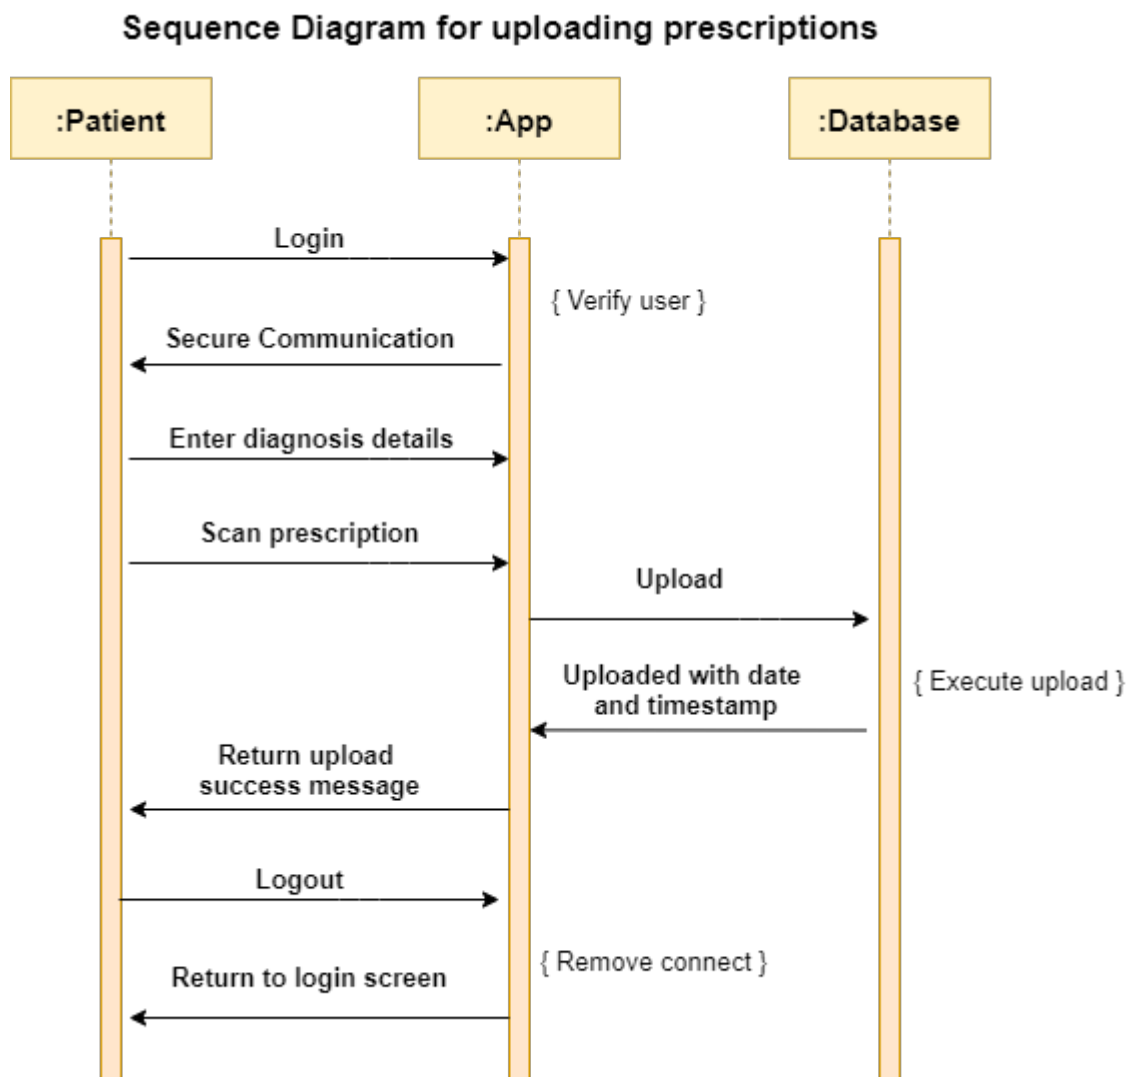 Sequence Diagram for uploading prescriptions
:Patient
:App
:Database
Login
{ Verify user }
Secure Communication
Enter diagnosis details
Scan prescription
Upload
Uploaded with date
and timestamp
{ Execute upload }
Return upload
success message
Logout
{ Remove connect }
Return to login screen